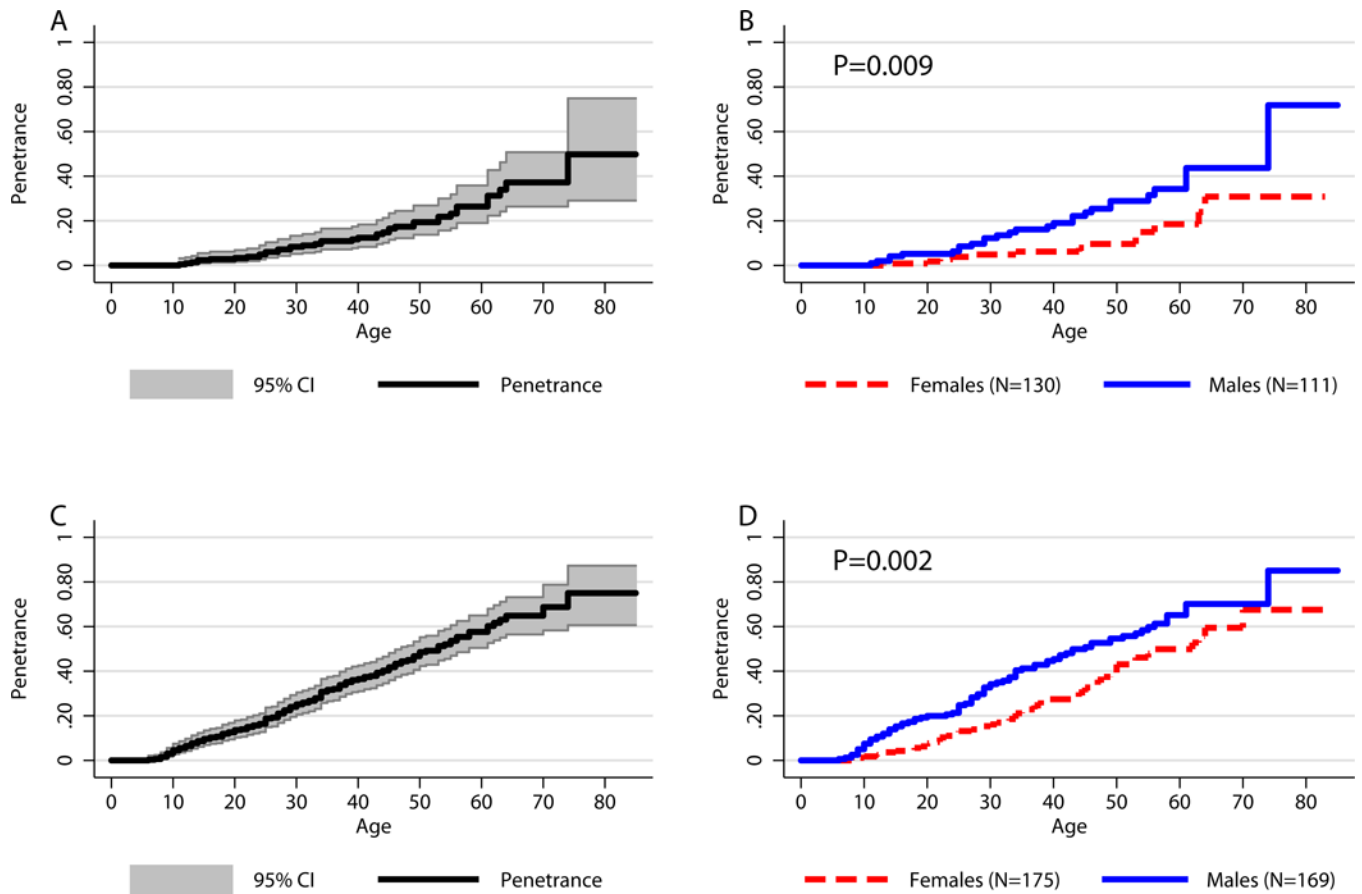 A
1
0.80
.60
.40
.20
0
Penetrance
0 10 20 30 40 50 60 70 80
Age
95% CI Penetrance
B
P=0.009
1
0.80
.60
.40
.20
0
Penetrance
0 10 20 30 40 50 60 70 80
Age
Females (N=130) Males (N=111)
C
1
0.80
.60
.40
.20
0
Penetrance
0 10 20 30 40 50 60 70 80
Age
95% CI Penetrance
D
P=0.002
1
0.80
.60
.40
.20
0
Penetrance
0 10 20 30 40 50 60 70 80
Age
Females (N=175) Males (N=169)